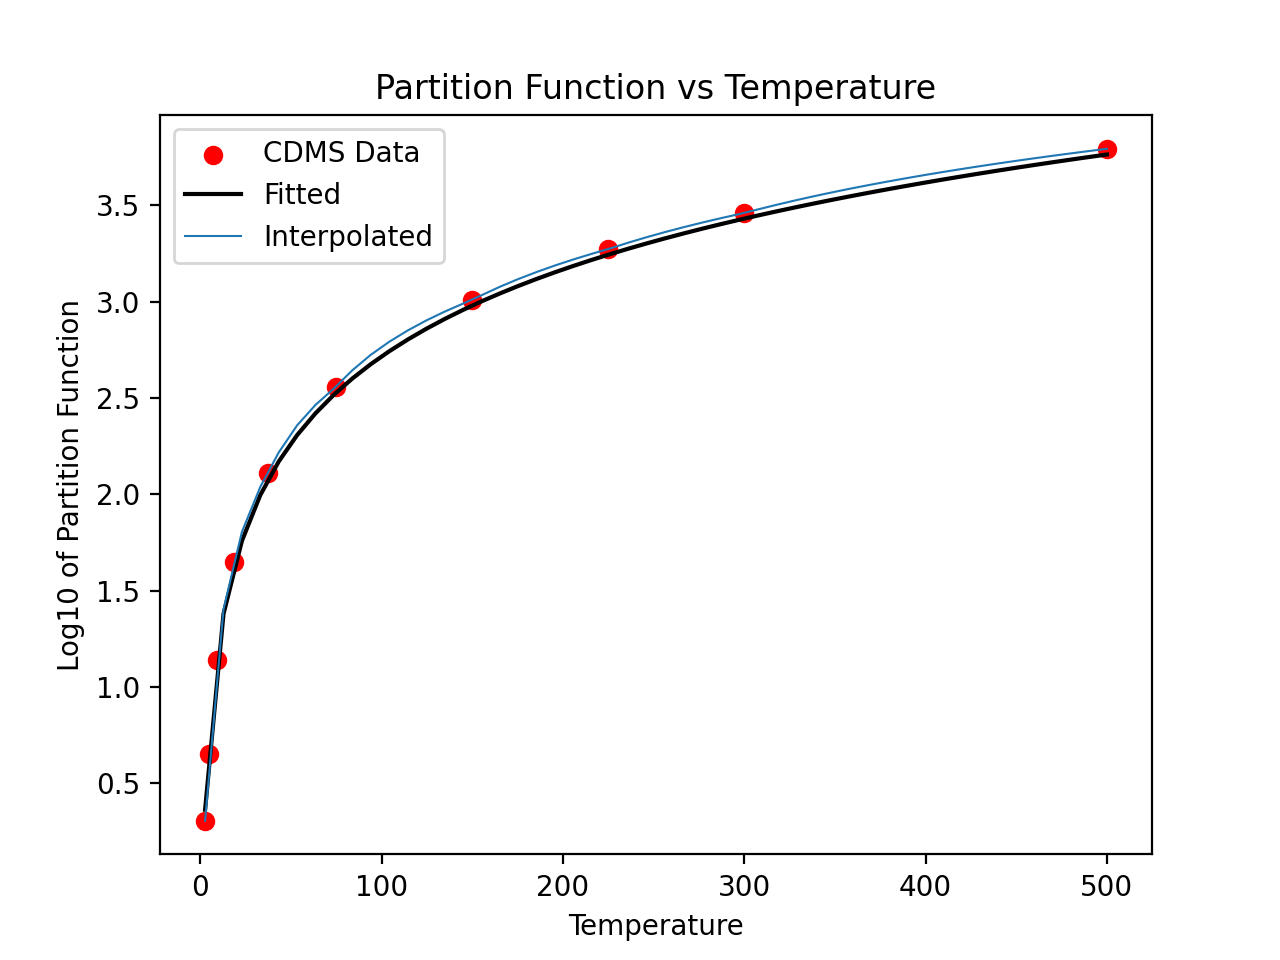 Partition Function vs Temperature
CDMS Data
Fitted
Interpolated
Log10 of Partition Function
3.5
3.0
2.5
2.0
1.5
1.0
0.5
0 100 200 300 400 500
Temperature